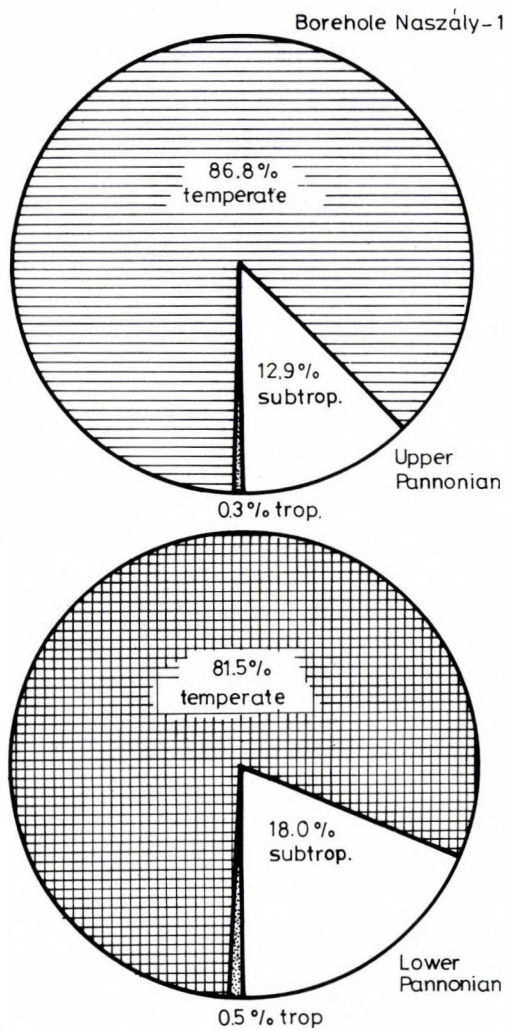 Borehole Naszály-1
86.8%
temperate
12.9%
subtrop.
Upper
Pannonian
0.3% trop.
81.5%
temperate
18.0%
subtrop.
Lower
Pannonian
0.5% trop